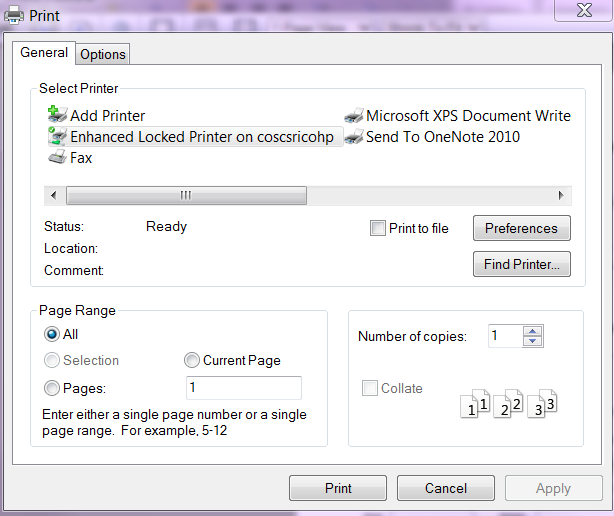 Print
General
Options
Select Printer
Add Printer
Microsoft XPS Document Write
Enhanced Locked Printer on coscsricohp
Send To OneNote 2010
Fax
Status:
Ready
Print to file
Preferences
Location:
Comment:
Find Printer...
Page Range
All
Selection
Current Page
Pages:
1
Enter either a single page number or a single
page range. For example, 5-12
Number of copies:
1
Collate
1 1 2 2 3 3
Print
Cancel
Apply